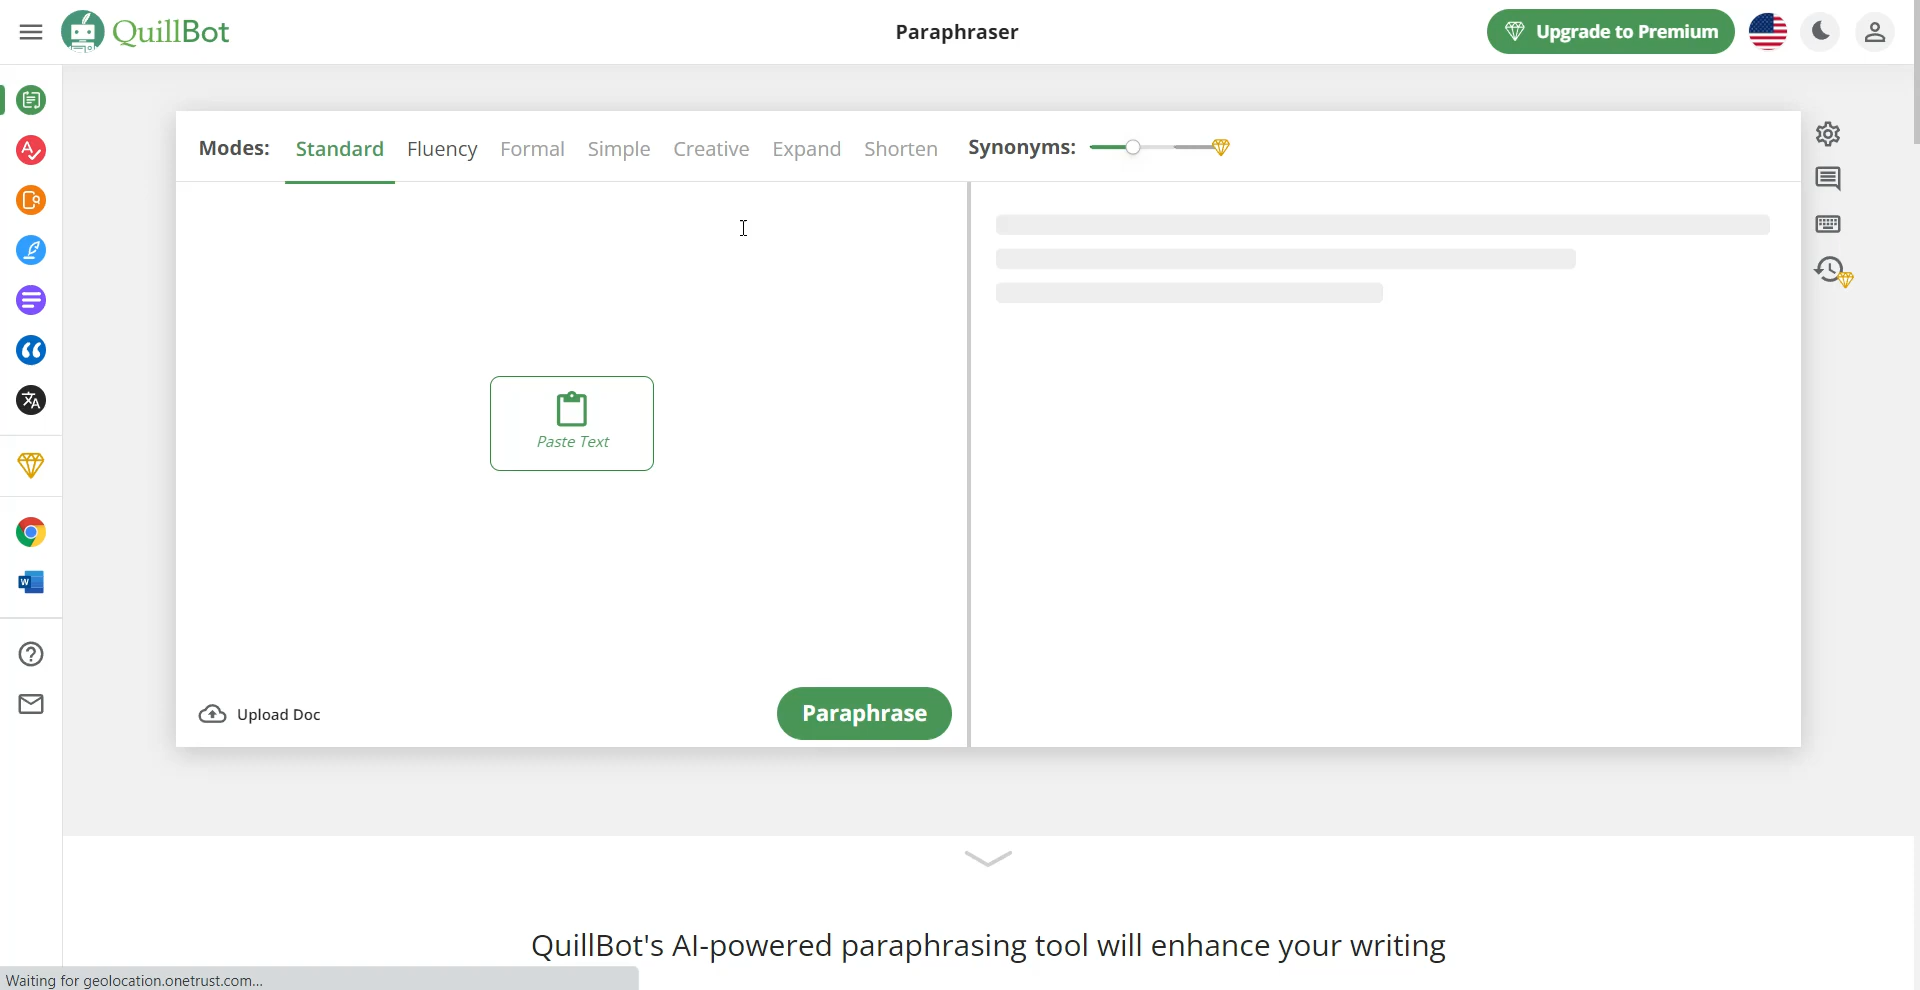 QuillBot
Paraphraser
Upgrade to Premium
Modes: Standard Fluency Formal Simple Creative Expand Shorten Synonyms:
Paste Text
Upload Doc
Paraphrase
QuillBot's AI-powered paraphrasing tool will enhance your writing
Waiting for geolocation.onetrust.com...